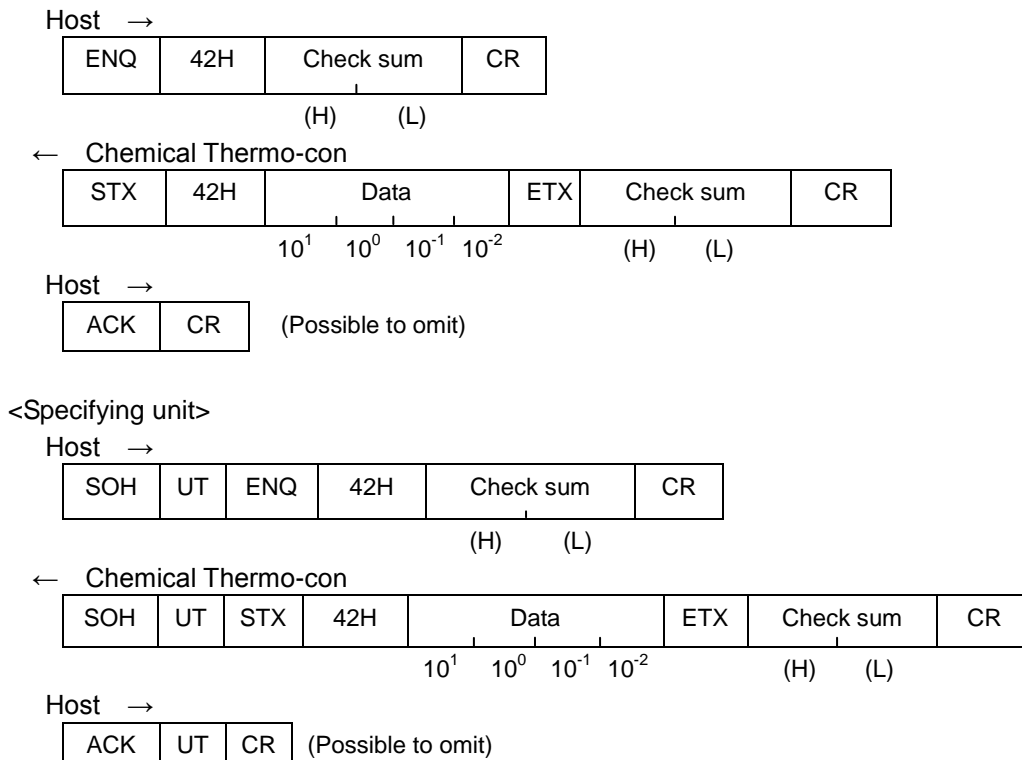 Host →
ENQ 42H Check sum CR
(H) (L)
← Chemical Thermo-con
STX 42H Data ETX Check sum CR
10¹ 10⁰ 10⁻¹ 10⁻² (H) (L)
Host →
ACK CR (Possible to omit)
<Specifying unit>
Host →
SOH UT ENQ 42H Check sum CR
(H) (L)
← Chemical Thermo-con
SOH UT STX 42H Data ETX Check sum CR
10¹ 10⁰ 10⁻¹ 10⁻² (H) (L)
Host →
ACK UT CR (Possible to omit)